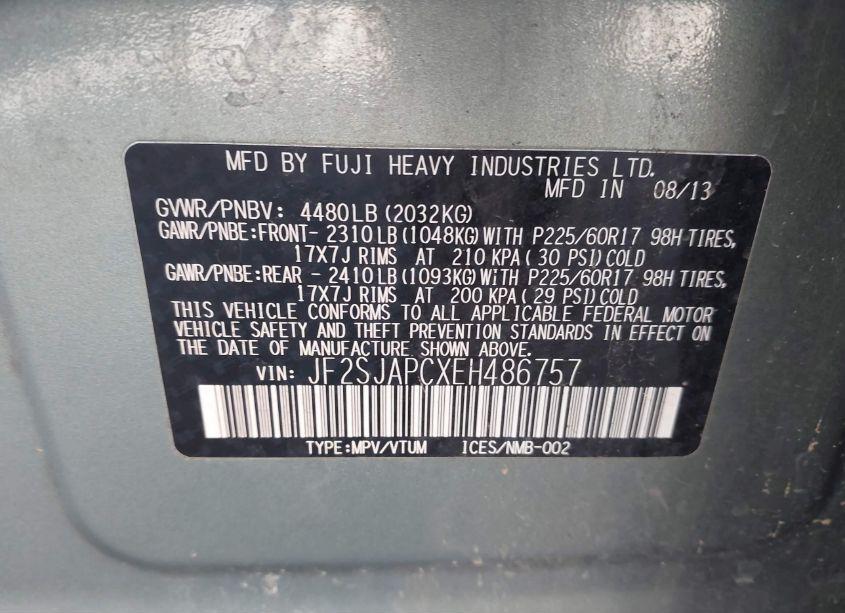 MFD BY FUJI HEAVY INDUSTRIES LTD.
MFD IN 08/13
GVWR/PNBV: 4480LB (2032KG)
GAWR/PNBE:FRONT- 2310LB (1048KG) WITH P225/60R17 98H TIRES,
17X7J RIMS AT 210 KPA ( 30 PSI) COLD
GAWR/PNBE:REAR - 2410LB (1093KG) WITH P225/60R17 98H TIRES,
17X7J RIMS AT 200 KPA ( 29 PSI) COLD
THIS VEHICLE CONFORMS TO ALL APPLICABLE FEDERAL MOTOR
VEHICLE SAFETY AND THEFT PREVENTION STANDARDS IN EFFECT ON
THE DATE OF MANUFACTURE SHOWN ABOVE.
VIN: JF2SJAPCXEH486757
TYPE:MPV/VTUM ICES/NMB-002